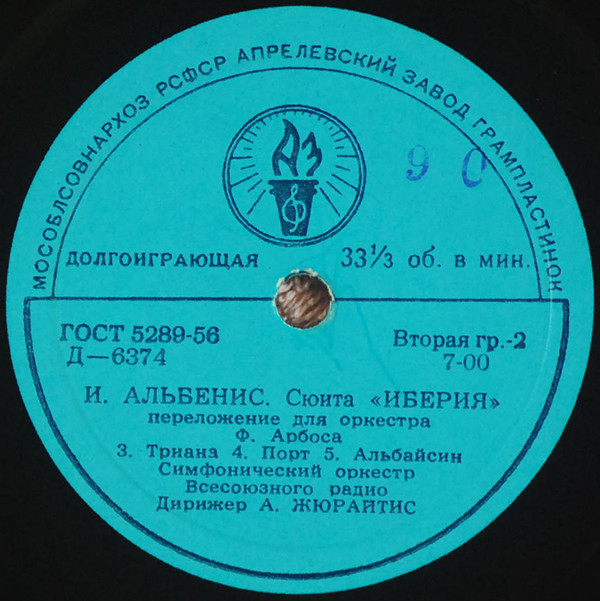 МОСОБЛСОВНАРХОЗ РСФСР АПРЕЛЕВСКИЙ ЗАВОД ГРАМПЛАСТИНОК
АЗ
90
ДОЛГОИГРАЮЩАЯ 33⅓ об. в мин.
ГОСТ 5289-56 Вторая гр.-2
Д—6374 7-00
И. АЛЬБЕНИС. Сюита «ИБЕРИЯ»
переложение для оркестра
Ф. Арбоса
3. Триана 4. Порт 5. Альбайсин
Симфонический оркестр
Всесоюзного радио
Дирижер А. ЖЮРАЙТИС